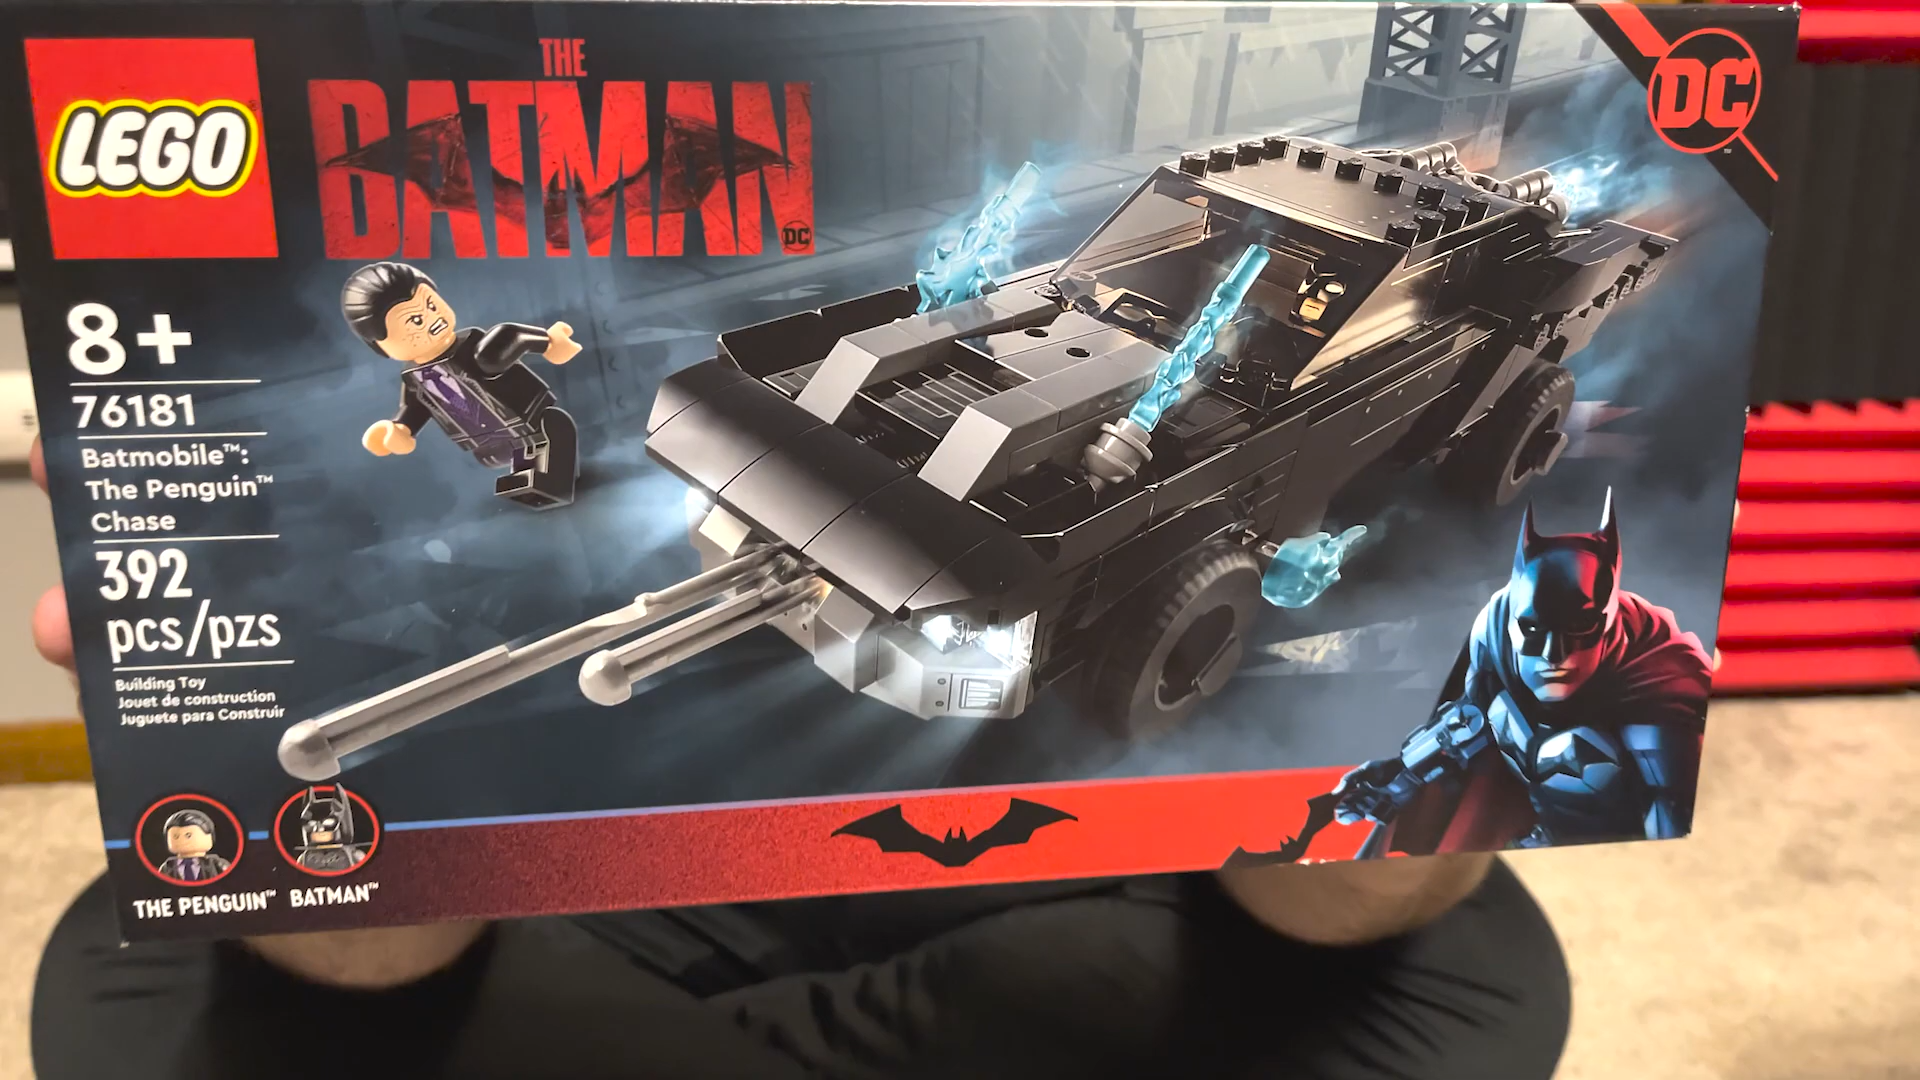 LEGO
THE
BATMAN
DC
DC
8+
76181
Batmobile™:
The Penguin™
Chase
392
pcs/pzs
Building Toy
Jouet de construction
Juguete para Construir
THE PENGUIN™ BATMAN™